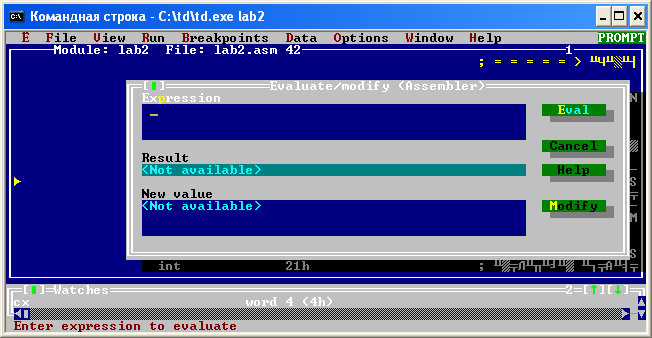 Командная строка - C:\td\td.exe lab2
Ë File View Run Breakpoints Data Options Window Help PROMPT
Module: lab2 File: lab2.asm 42 1
; = = = = = >
Evaluate/modify (Assembler)
Expression
Eval
Cancel
Result
<Not available>
Help
New value
<Not available>
Modify
int 21h ;
Watches 2
cx word 4 (4h)
Enter expression to evaluate